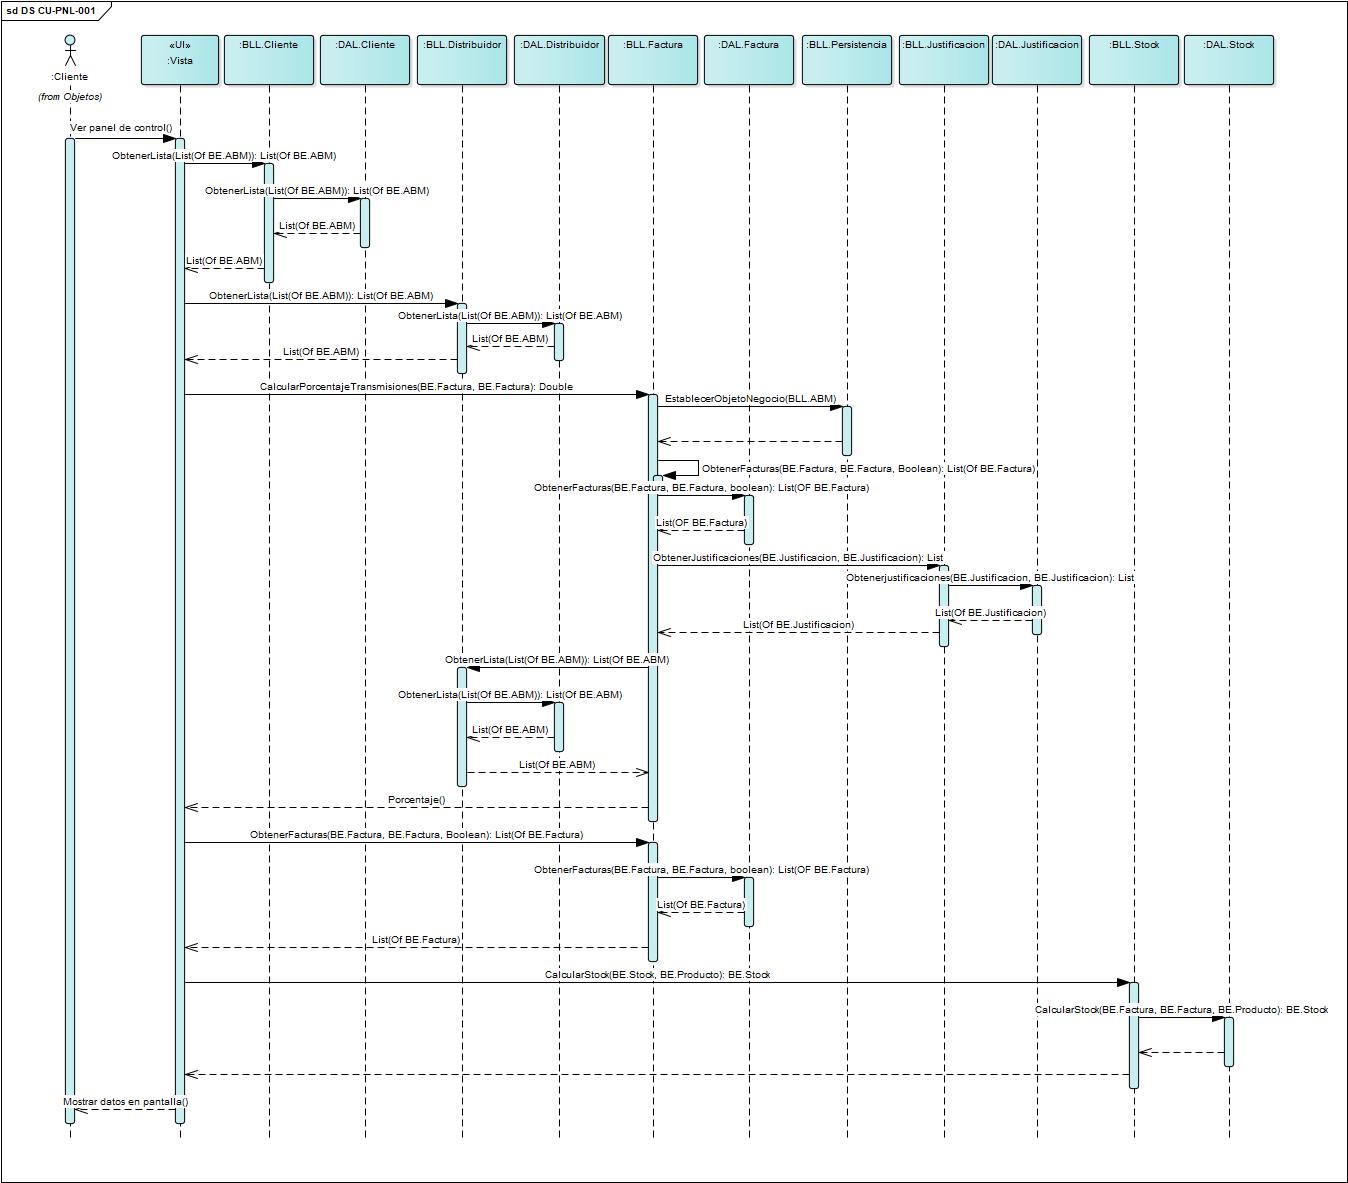 sd DS CU-PNL-001
:Cliente
(from Objetos)
«UI»
:Vista
:BLL.Cliente
:DAL.Cliente
:BLL.Distribuidor
:DAL.Distribuidor
:BLL.Factura
:DAL.Factura
:BLL.Persistencia
:BLL.Justificacion
:DAL.Justificacion
:BLL.Stock
:DAL.Stock
Ver panel de control()
ObtenerLista(List(Of BE.ABM)): List(Of BE.ABM)
ObtenerLista(List(Of BE.ABM)): List(Of BE.ABM)
List(Of BE.ABM)
List(Of BE.ABM)
ObtenerLista(List(Of BE.ABM)): List(Of BE.ABM)
ObtenerLista(List(Of BE.ABM)): List(Of BE.ABM)
List(Of BE.ABM)
List(Of BE.ABM)
CalcularPorcentajeTransmisiones(BE.Factura, BE.Factura): Double
EstablecerObjetoNegocio(BLL.ABM)
ObtenerFacturas(BE.Factura, BE.Factura, Boolean): List(Of BE.Factura)
ObtenerFacturas(BE.Factura, BE.Factura, boolean): List(OF BE.Factura)
List(OF BE.Factura)
ObtenerJustificaciones(BE.Justificacion, BE.Justificacion): List
Obtenerjustificaciones(BE.Justificacion, BE.Justificacion): List
List(Of BE.Justificacion)
List(Of BE.Justificacion)
ObtenerLista(List(Of BE.ABM)): List(Of BE.ABM)
ObtenerLista(List(Of BE.ABM)): List(Of BE.ABM)
List(Of BE.ABM)
List(Of BE.ABM)
Porcentaje()
ObtenerFacturas(BE.Factura, BE.Factura, Boolean): List(Of BE.Factura)
ObtenerFacturas(BE.Factura, BE.Factura, boolean): List(OF BE.Factura)
List(Of BE.Factura)
List(Of BE.Factura)
CalcularStock(BE.Stock, BE.Producto): BE.Stock
CalcularStock(BE.Factura, BE.Factura, BE.Producto): BE.Stock
Mostrar datos en pantalla()